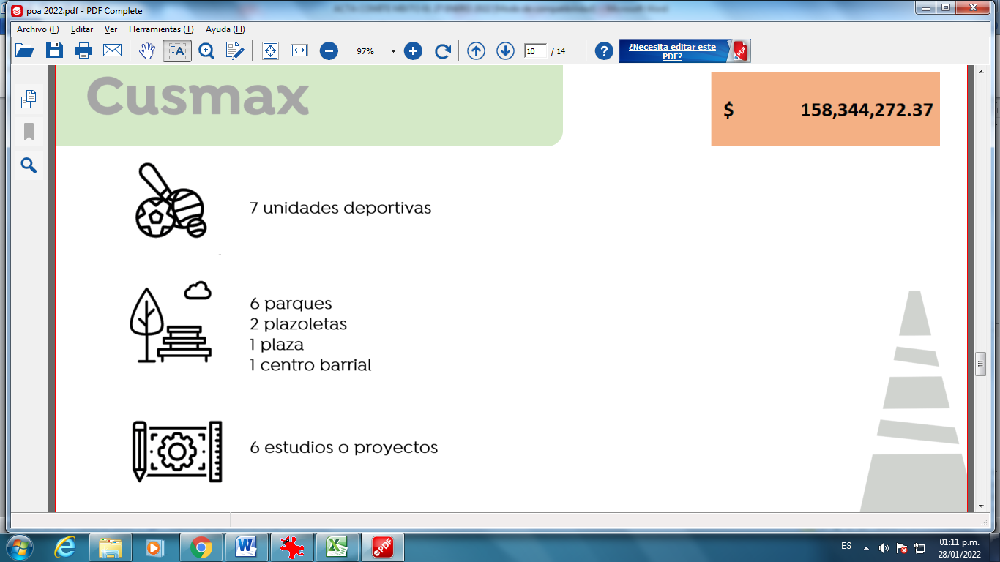 poa 2022.pdf - PDF Complete
Archivo (F) Editar Ver Herramientas (T) Ayuda (H)
97% 10 / 14 ¿Necesita editar este
PDF?
Cusmax
$ 158,344,272.37
7 unidades deportivas
-
6 parques
2 plazoletas
1 plaza
1 centro barrial
6 estudios o proyectos
ES 01:11 p.m.
28/01/2022